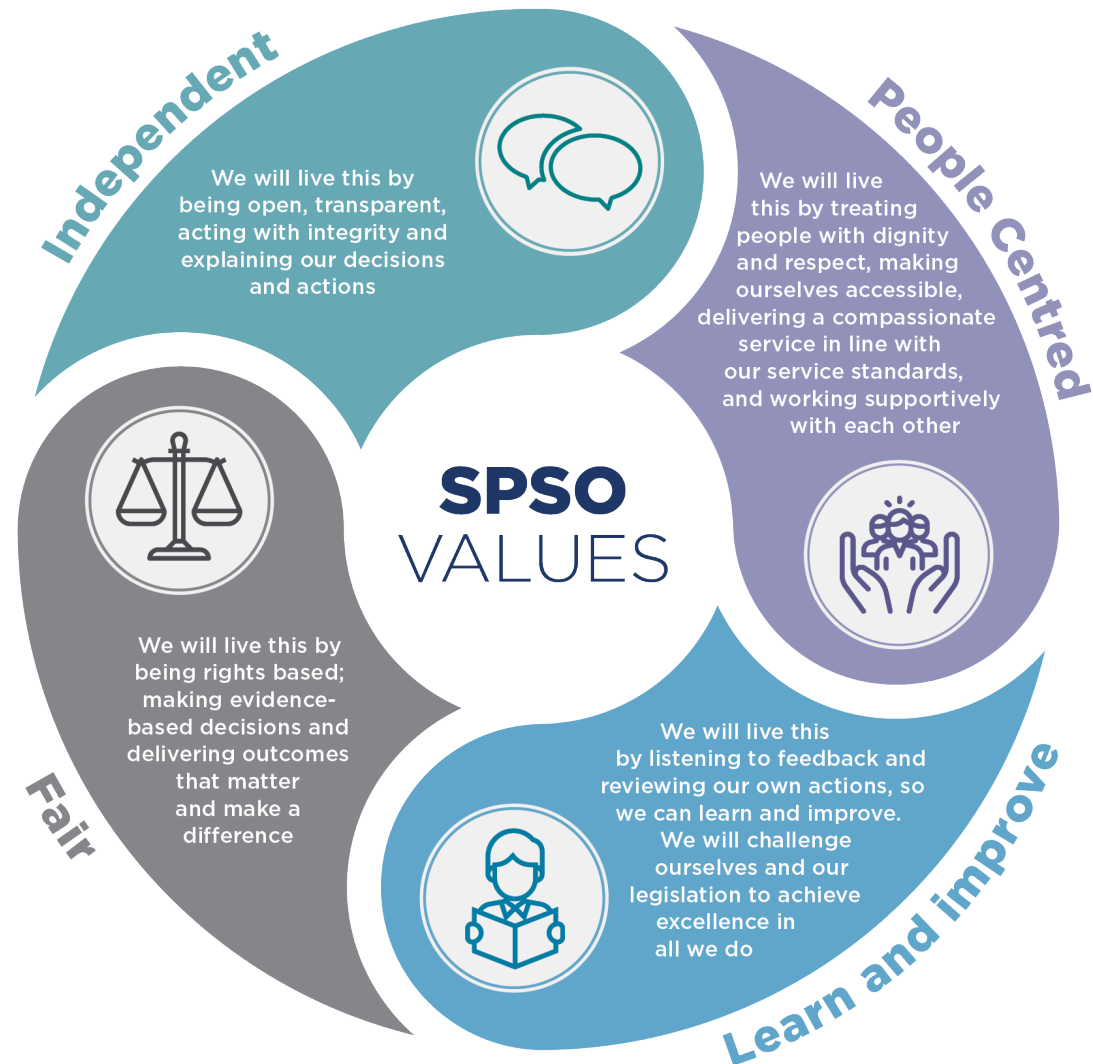 Independent
We will live this by
being open, transparent,
acting with integrity and
explaining our decisions
and actions
People Centred
We will live
this by treating
people with dignity
and respect, making
ourselves accessible,
delivering a compassionate
service in line with
our service standards,
and working supportively
with each other
SPSO
VALUES
Fair
We will live this by
being rights based;
making evidence-
based decisions and
delivering outcomes
that matter
and make a
difference
Learn and improve
We will live this
by listening to feedback and
reviewing our own actions, so
we can learn and improve.
We will challenge
ourselves and our
legislation to achieve
excellence in
all we do